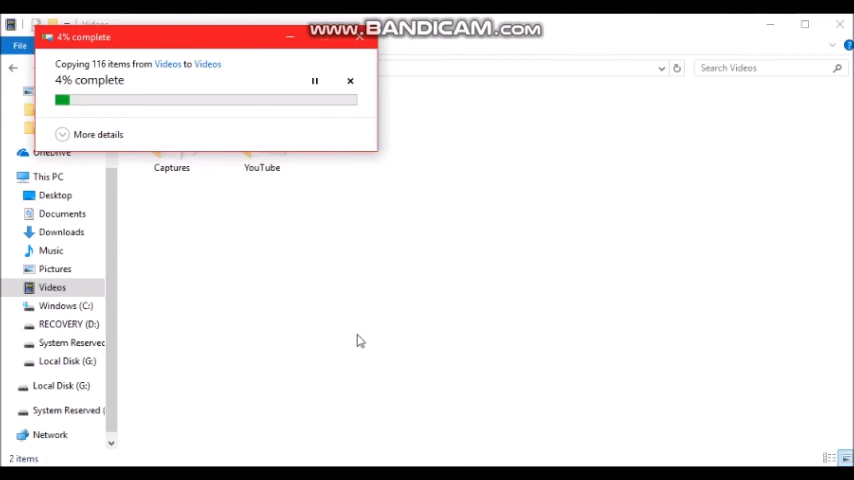 Videos
4% complete
www.BANDICAM.com
File
Copying 116 items from Videos to Videos
4% complete
Search Videos
More details
OneDrive
Captures
YouTube
This PC
Desktop
Documents
Downloads
Music
Pictures
Videos
Windows (C:)
RECOVERY (D:)
System Reserved
Local Disk (G:)
Local Disk (G:)
System Reserved (
Network
2 items